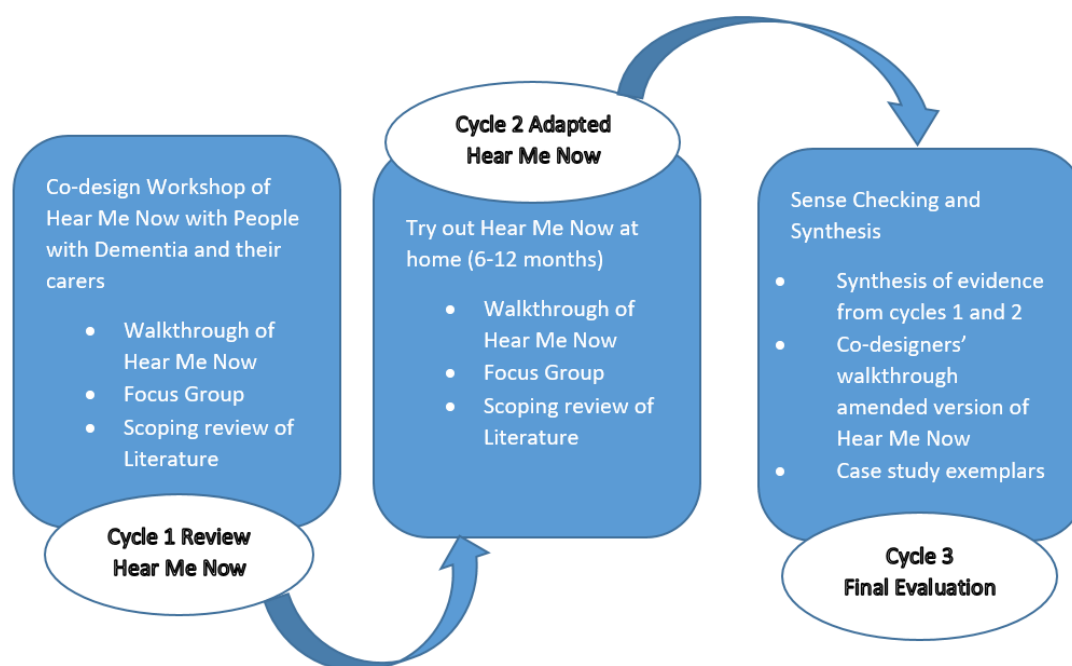 Co-design Workshop of
Hear Me Now with People
with Dementia and their
carers
• Walkthrough of
Hear Me Now
• Focus Group
• Scoping review of
Literature
Cycle 1 Review
Hear Me Now
Cycle 2 Adapted
Hear Me Now
Try out Hear Me Now at
home (6-12 months)
• Walkthrough of
Hear Me Now
• Focus Group
• Scoping review of
Literature
Sense Checking and
Synthesis
• Synthesis of evidence
from cycles 1 and 2
• Co-designers’
walkthrough
amended version of
Hear Me Now
• Case study exemplars
Cycle 3
Final Evaluation